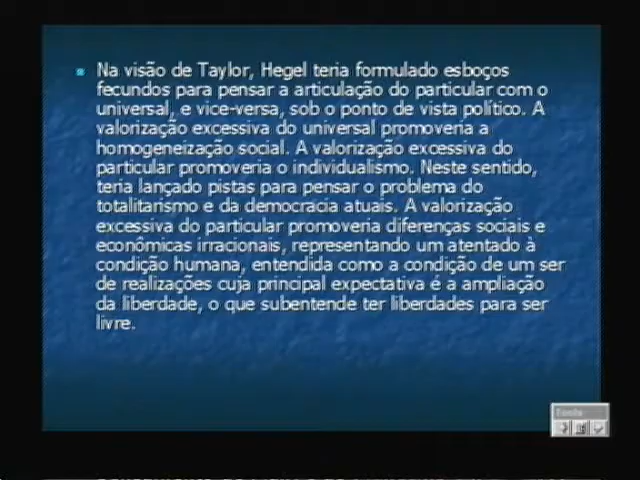 Na visão de Taylor, Hegel teria formulado esboços
fecundos para pensar a articulação do particular com o
universal, e vice-versa, sob o ponto de vista político. A
valorização excessiva do universal promoveria a
homogeneização social. A valorização excessiva do
particular promoveria o individualismo. Neste sentido,
teria lançado pistas para pensar o problema do
totalitarismo e da democracia atuais. A valorização
excessiva do particular promoveria diferenças sociais e
econômicas irracionais, representando um atentado à
condição humana, entendida como a condição de um ser
de realizações cuja principal expectativa é a ampliação
da liberdade, o que subentende ter liberdades para ser
livre.